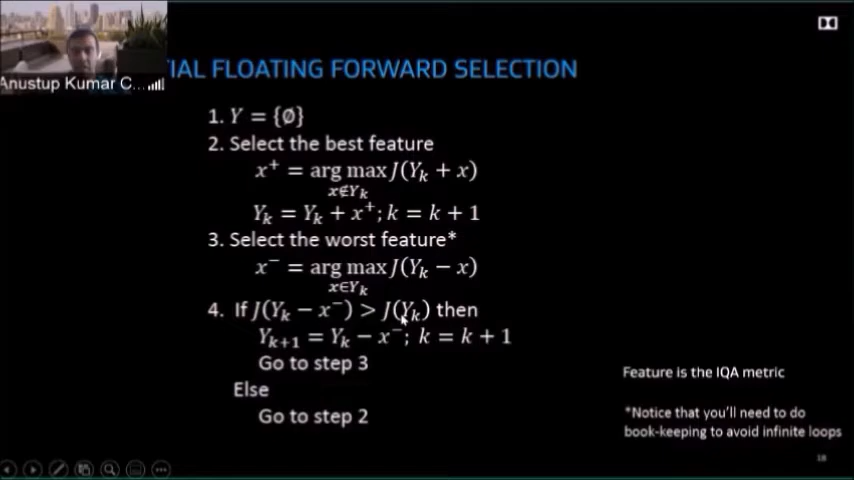 Anustup Kumar C...
TIAL FLOATING FORWARD SELECTION
1. Y = {∅}
2. Select the best feature
x⁺ = arg max J(Yₖ + x)
x∉Yₖ
Yₖ = Yₖ + x⁺; k = k + 1
3. Select the worst feature*
x⁻ = arg max J(Yₖ − x)
x∈Yₖ
4. If J(Yₖ − x⁻) > J(Yₖ) then
Yₖ₊₁ = Yₖ − x⁻; k = k + 1
Go to step 3
Else
Go to step 2
Feature is the IQA metric
*Notice that you'll need to do
book-keeping to avoid infinite loops
18